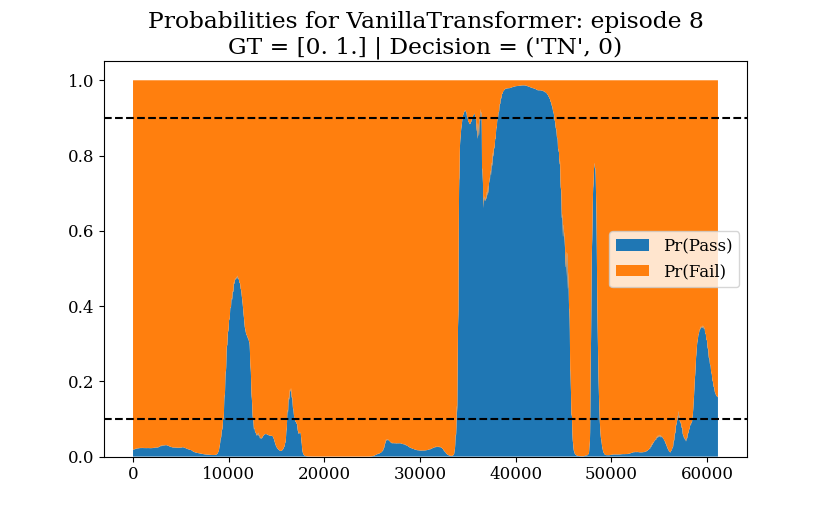 Probabilities for VanillaTransformer: episode 8
GT = [0. 1.] | Decision = ('TN', 0)
1.0
0.8
0.6
0.4
0.2
0.0
Pr(Pass)
Pr(Fail)
0 10000 20000 30000 40000 50000 60000